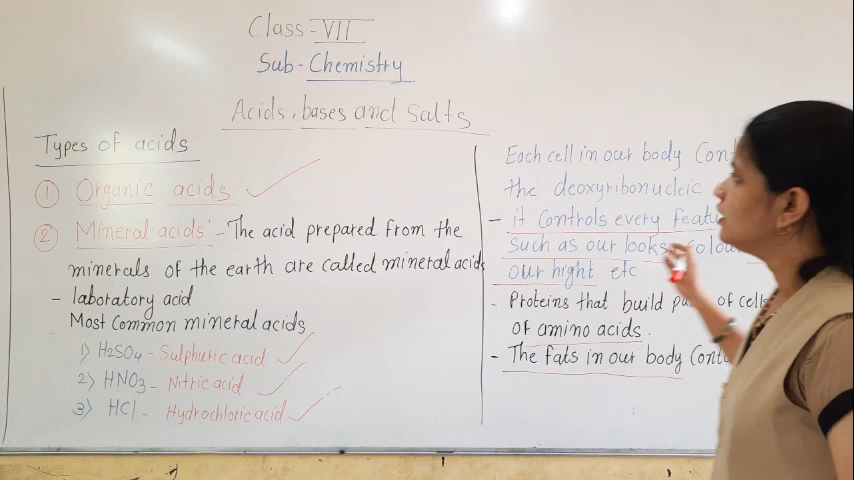 Class - VII
Sub - Chemistry
Acids, bases and Salts
Types of acids
① Organic acids ✓
② Mineral acids - The acid prepared from the
minerals of the earth are called mineral acids
- laboratory acid
Most Common mineral acids
1) H₂SO₄ - Sulphuric acid ✓
2) HNO₃ - Nitric acid ✓
3) HCl - Hydrochloric acid ✓
Each cell in our body
the deoxyribonucleic
- it Controls every
such as our looks,
our hight etc
- Proteins that build of cells
of amino acids.
- The fats in our body